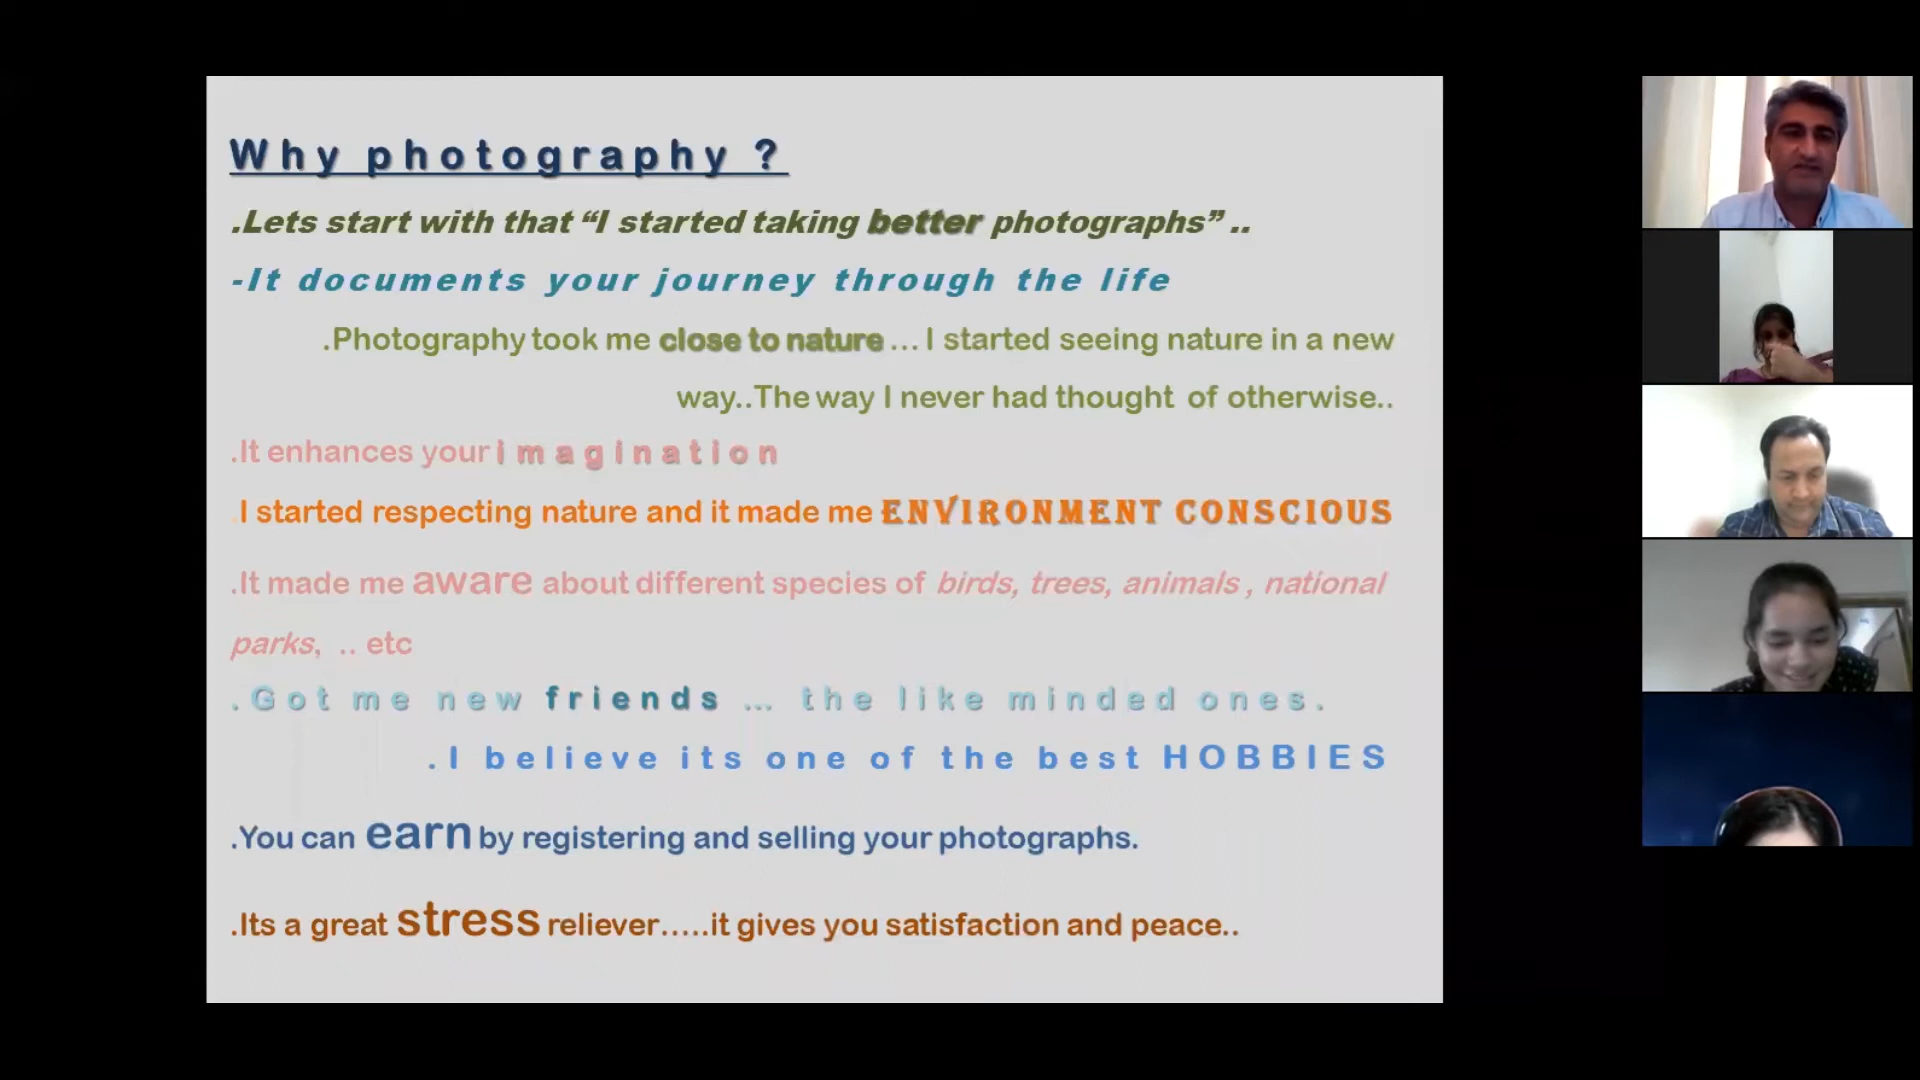 Why photography ?
.Lets start with that “I started taking better photographs” ..
-It documents your journey through the life
.Photography took me close to nature ... I started seeing nature in a new
way..The way I never had thought of otherwise..
.It enhances your imagination
.I started respecting nature and it made me ENVIRONMENT CONSCIOUS
.It made me aware about different species of birds, trees, animals , national
parks, .. etc
.Got me new friends ... the like minded ones.
.I believe its one of the best HOBBIES
.You can earn by registering and selling your photographs.
.Its a great stress reliever.....it gives you satisfaction and peace..